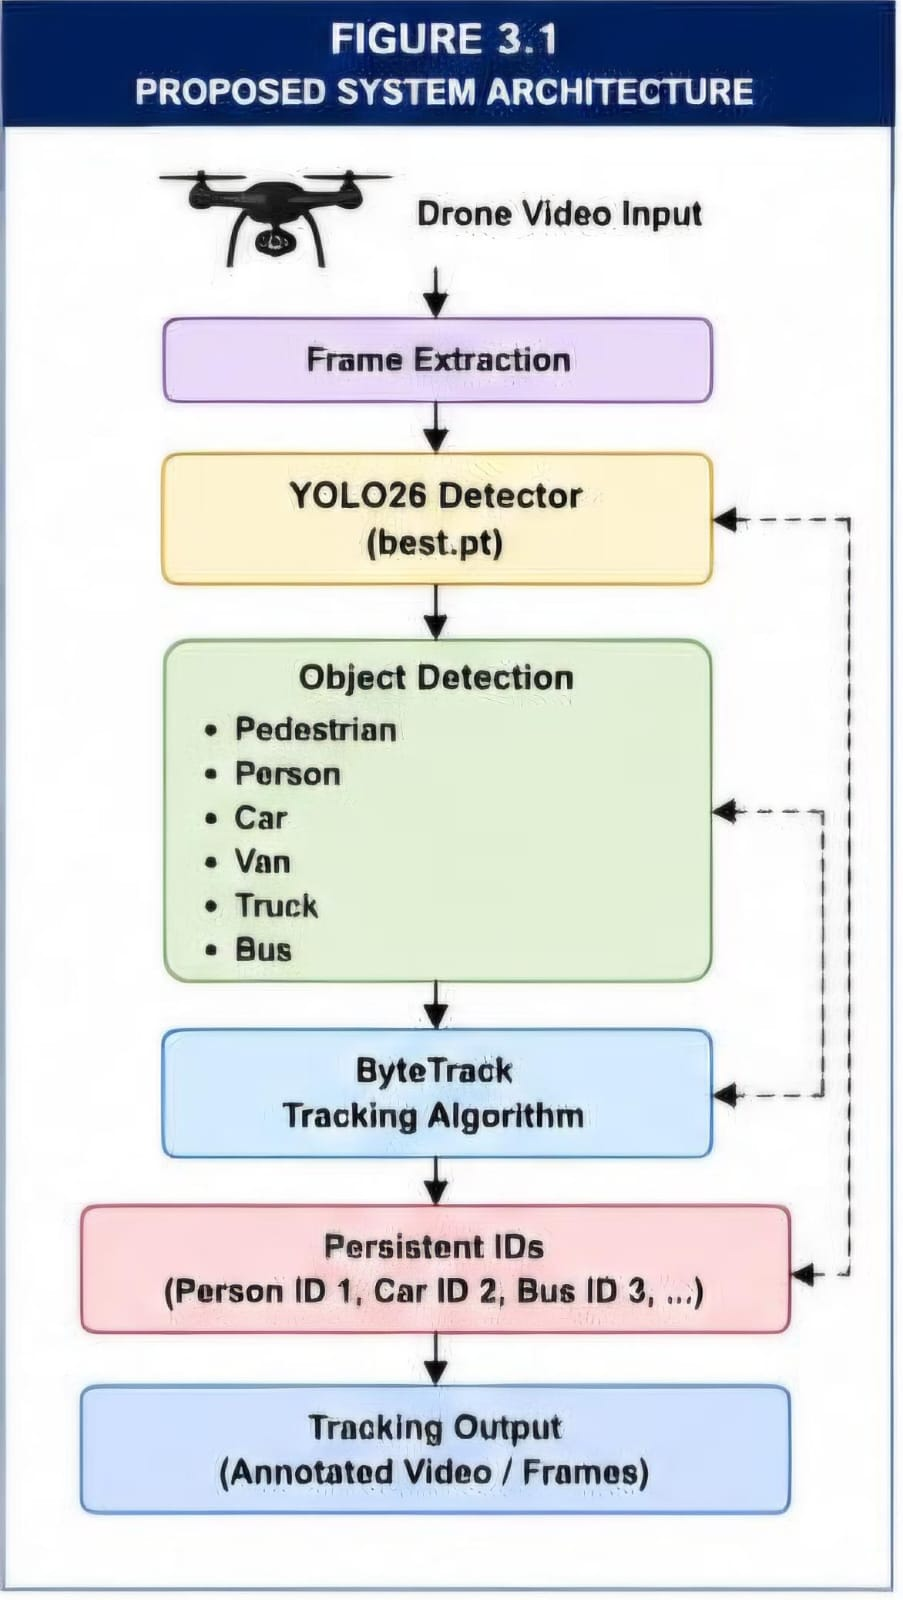 FIGURE 3.1
PROPOSED SYSTEM ARCHITECTURE
Drone Video Input
Frame Extraction
YOLO26 Detector
(best.pt)
Object Detection
• Pedestrian
• Person
• Car
• Van
• Truck
• Bus
ByteTrack
Tracking Algorithm
Persistent IDs
(Person ID 1, Car ID 2, Bus ID 3, ...)
Tracking Output
(Annotated Video / Frames)